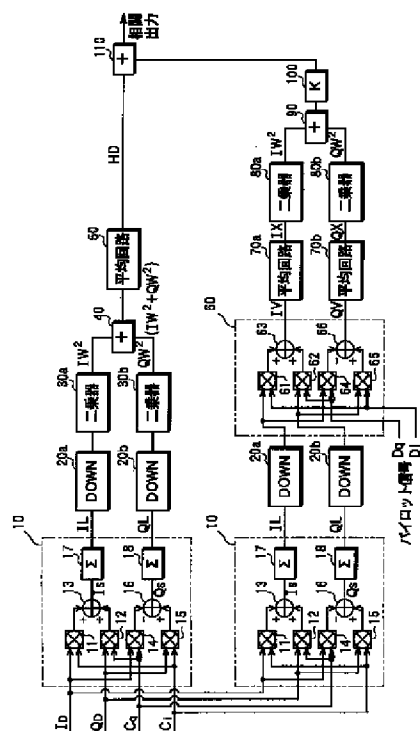 ID
QD
Cq
Ci
10
11
12
13
14
15
16
17
18
Σ
Σ
Is
Qs
IL
QL
20a
DOWN
20b
DOWN
30a
二乗器
30b
二乗器
IW²
QW²
40
+
(IW²+QW²)
60
平均回路
HD
110
+
相関出力
10
11
12
13
14
15
16
17
18
Σ
Σ
Is
Qs
IL
QL
20a
DOWN
20b
DOWN
60
61
62
63
64
65
66
Dq
Di
パイロット信号
IV
QV
70a
平均回路
70b
平均回路
IX
QX
80a
二乗器
80b
二乗器
IW²
QW²
90
+
100
K